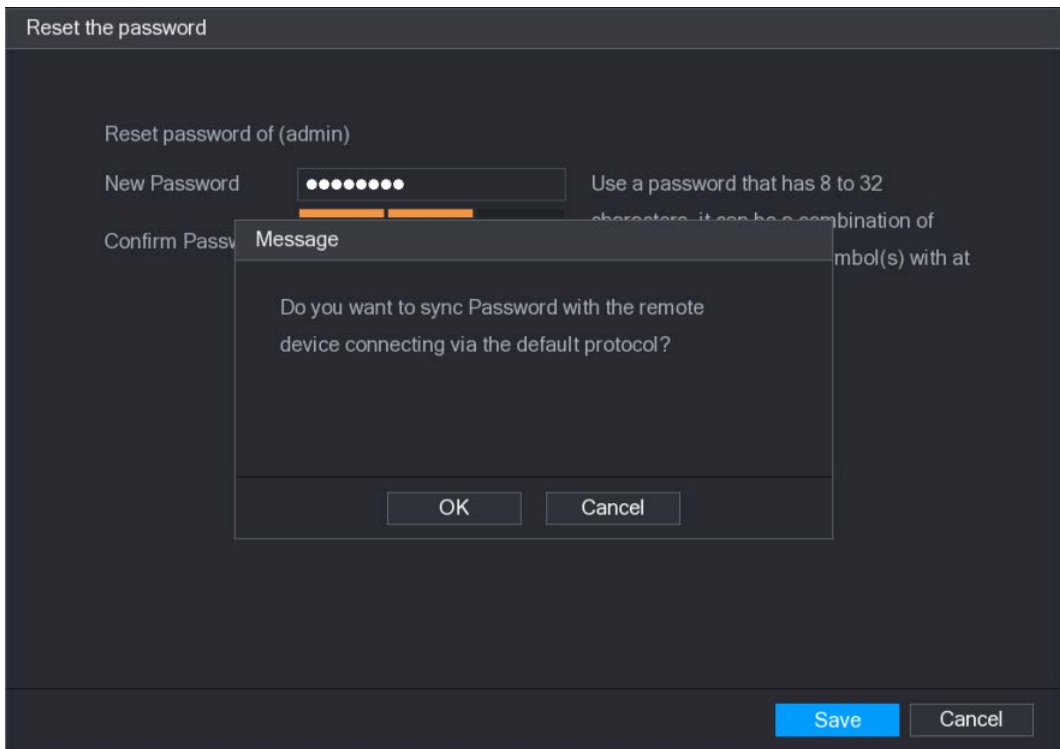 Reset the password
Reset password of (admin)
New Password
Use a password that has 8 to 32
bination of
Confirm Passw
mbol(s) with at
Message
Do you want to sync Password with the remote
device connecting via the default protocol?
OK
Cancel
Save
Cancel